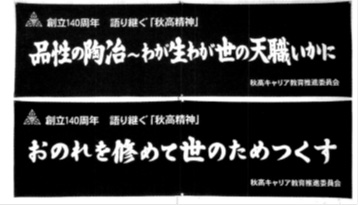 創立140周年 語り継ぐ「秋高精神」
品性の陶冶〜わが生わが世の天職いかに
秋高キャリア教育推進委員会
創立140周年 語り継ぐ「秋高精神」
おのれを修めて世のためつくす
秋高キャリア教育推進委員会